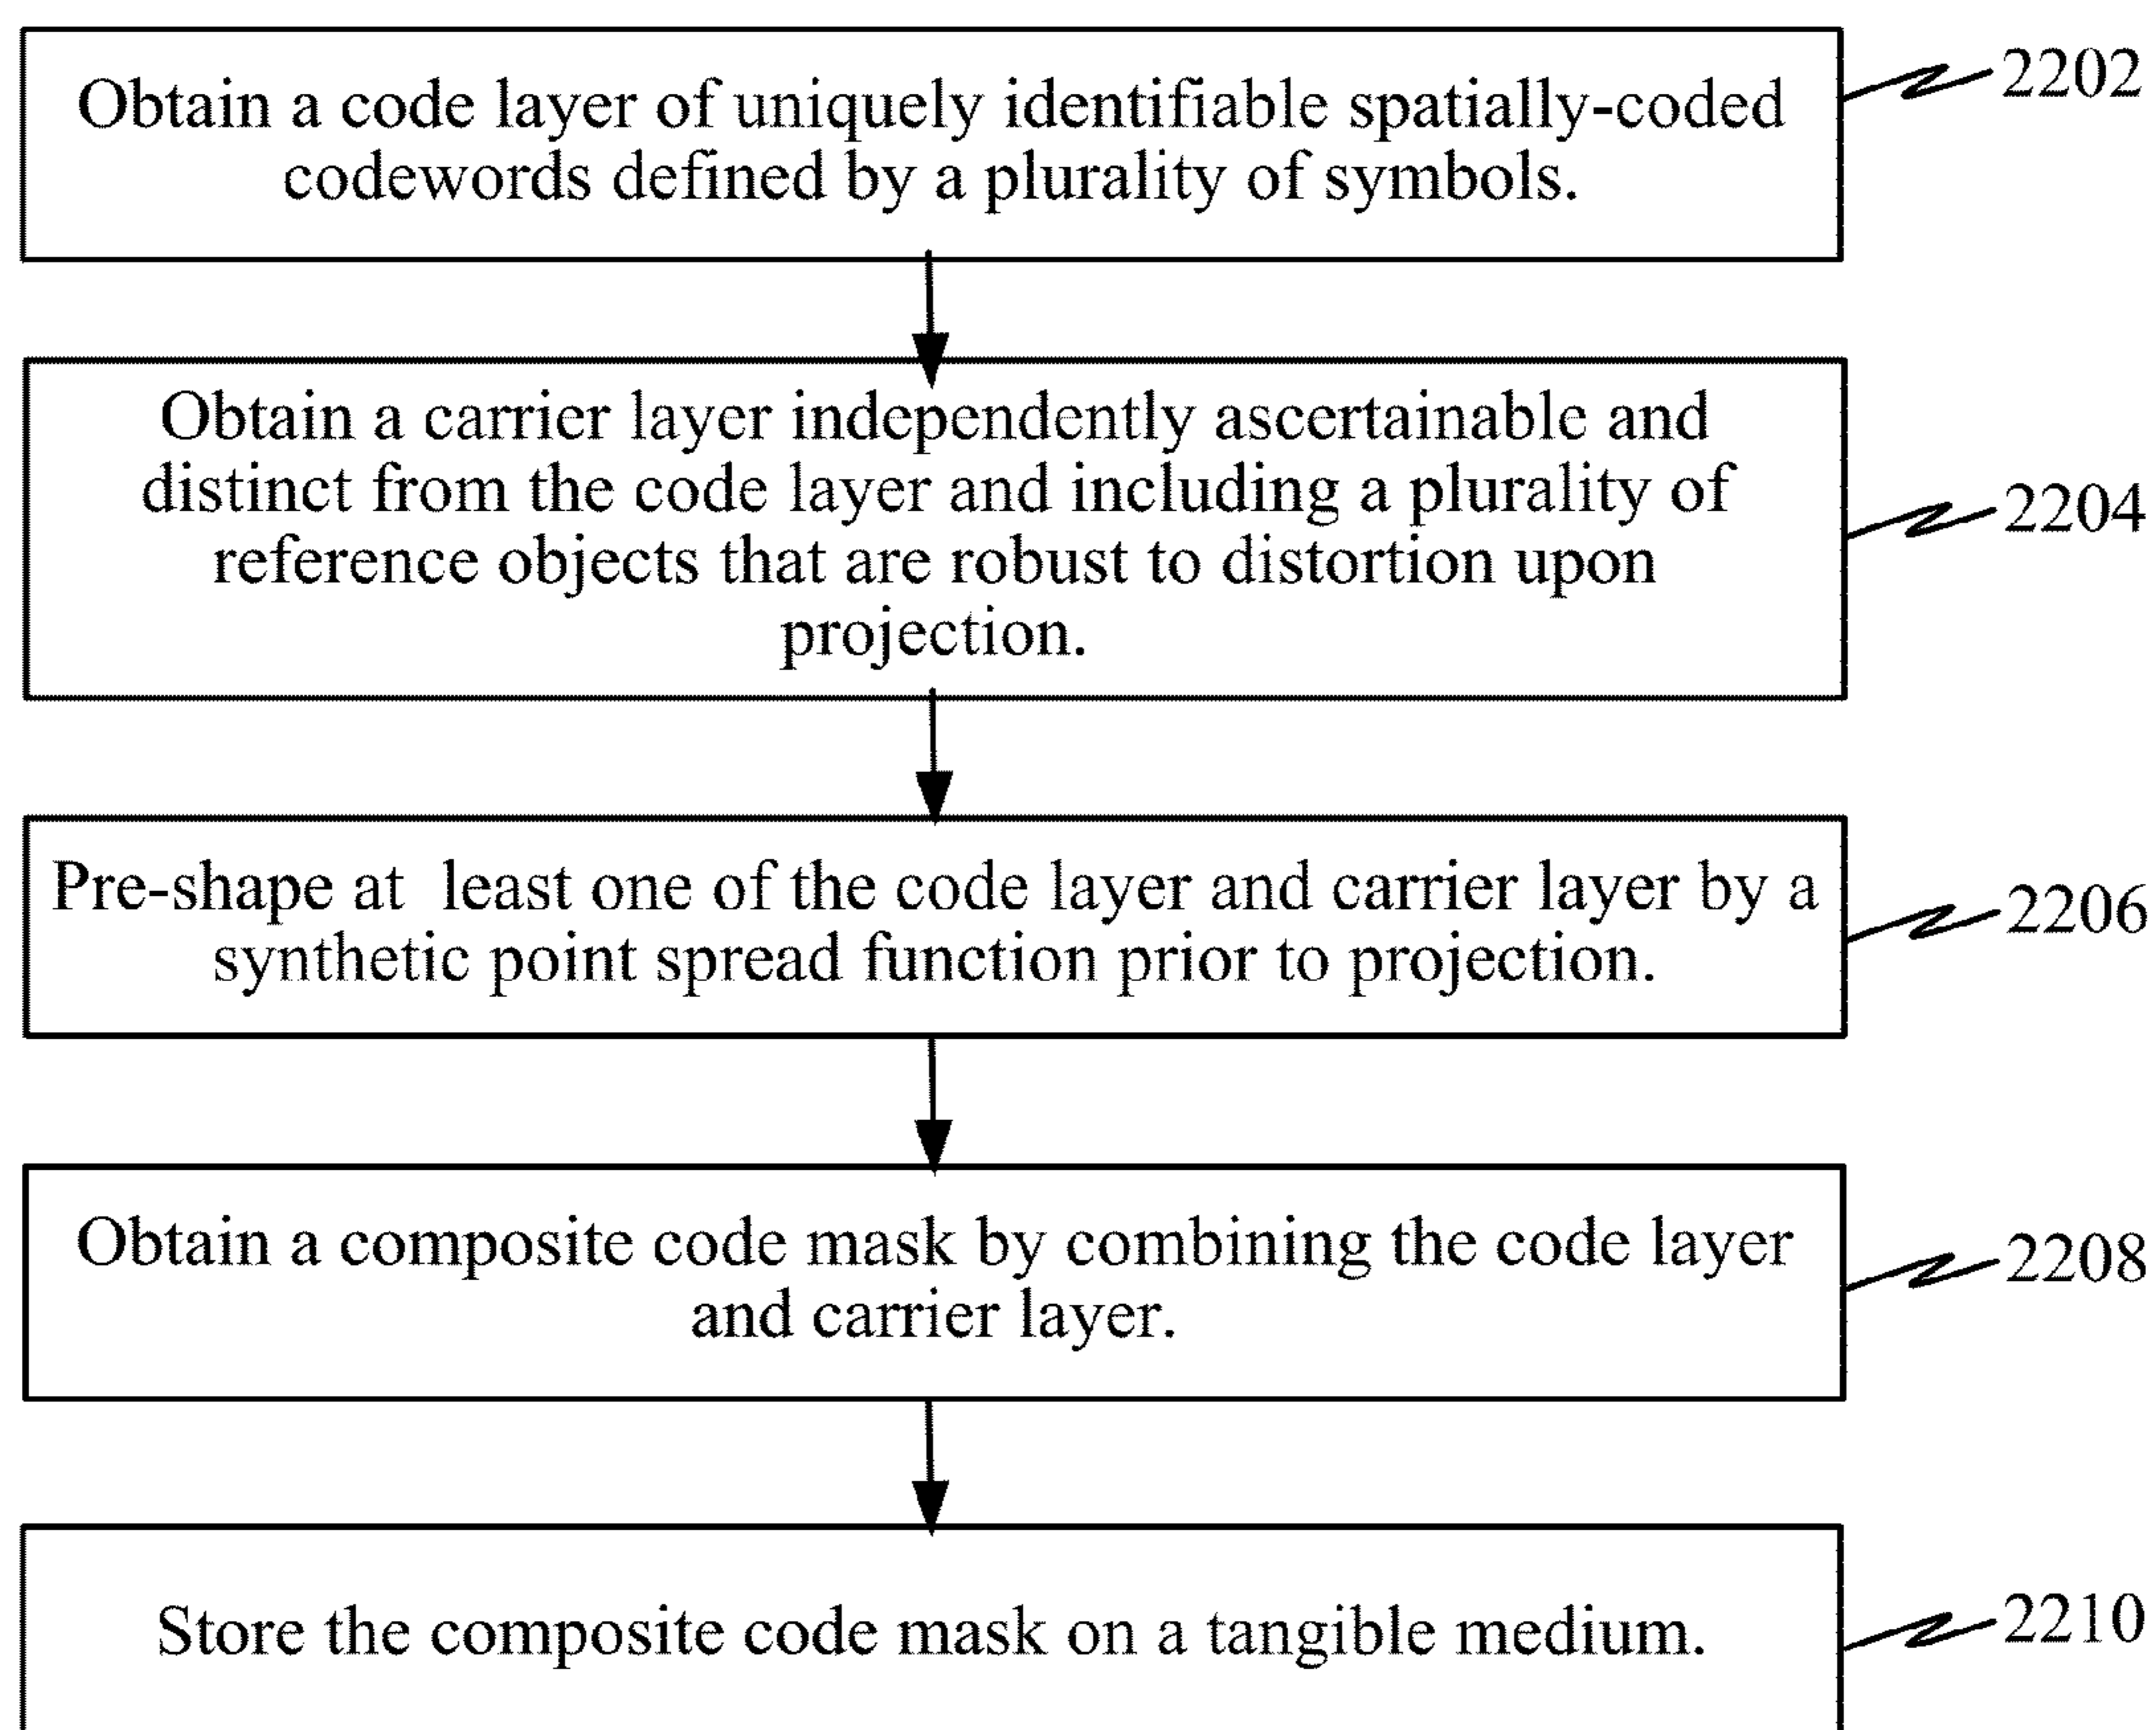 Obtain a code layer of uniquely identifiable spatially-coded
codewords defined by a plurality of symbols.
2202
Obtain a carrier layer independently ascertainable and
distinct from the code layer and including a plurality of
reference objects that are robust to distortion upon
projection.
2204
Pre-shape at least one of the code layer and carrier layer by a
synthetic point spread function prior to projection.
2206
Obtain a composite code mask by combining the code layer
and carrier layer.
2208
Store the composite code mask on a tangible medium.
2210